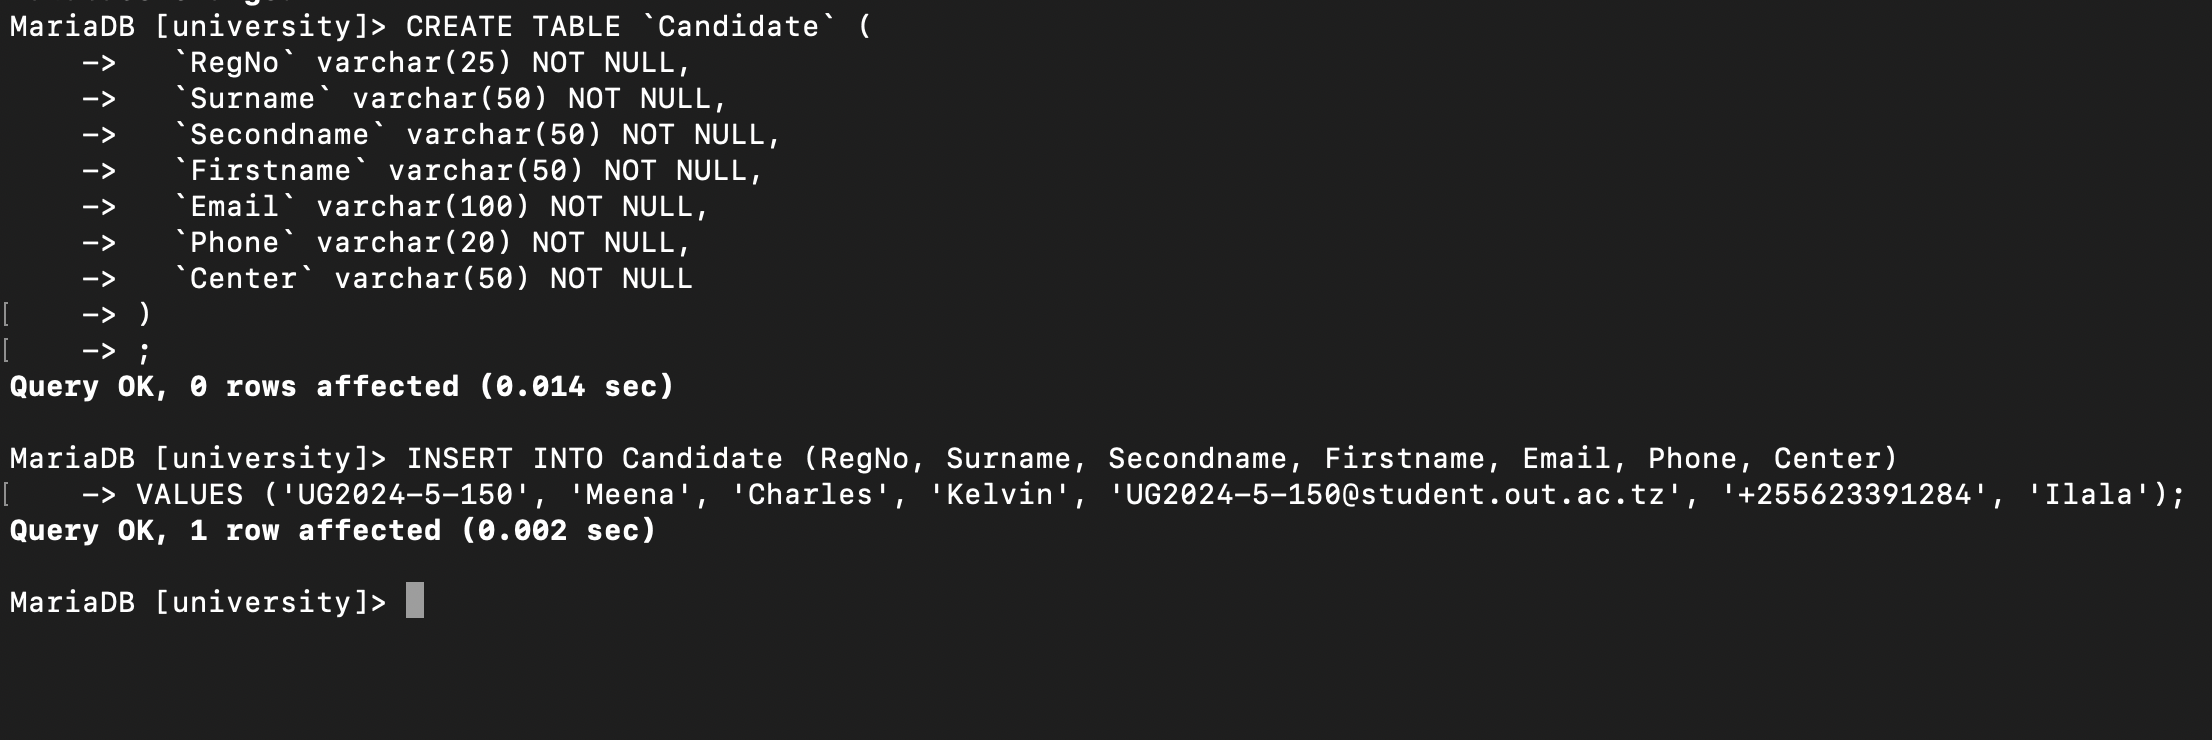 MariaDB [university]> CREATE TABLE `Candidate` (
    ->   `RegNo` varchar(25) NOT NULL,
    ->   `Surname` varchar(50) NOT NULL,
    ->   `Secondname` varchar(50) NOT NULL,
    ->   `Firstname` varchar(50) NOT NULL,
    ->   `Email` varchar(100) NOT NULL,
    ->   `Phone` varchar(20) NOT NULL,
    ->   `Center` varchar(50) NOT NULL
[    -> )
[    -> ;
Query OK, 0 rows affected (0.014 sec)
MariaDB [university]> INSERT INTO Candidate (RegNo, Surname, Secondname, Firstname, Email, Phone, Center)
[    -> VALUES ('UG2024-5-150', 'Meena', 'Charles', 'Kelvin', 'UG2024-5-150@student.out.ac.tz', '+255623391284', 'Ilala');
Query OK, 1 row affected (0.002 sec)
MariaDB [university]>